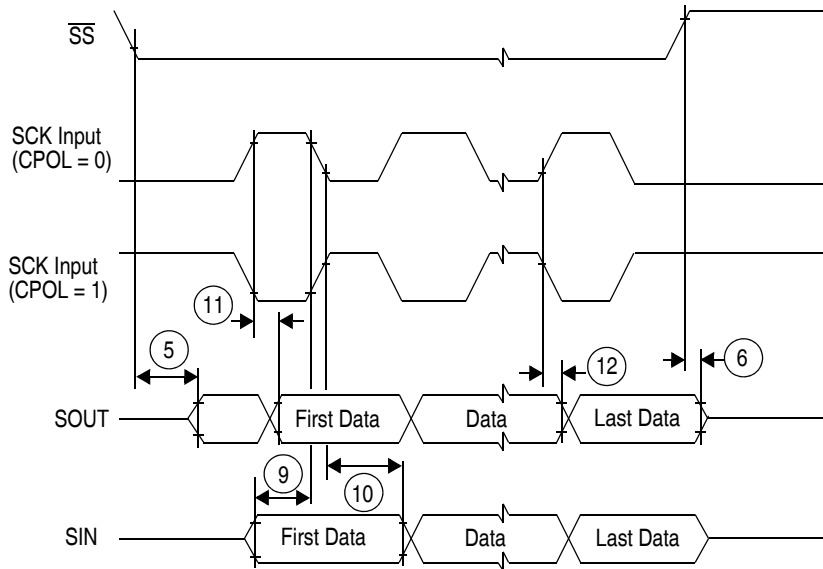 SS
SCK Input
(CPOL = 0)
SCK Input
(CPOL = 1)
11
5
12
6
SOUT
First Data
Data
Last Data
9
10
SIN
First Data
Data
Last Data